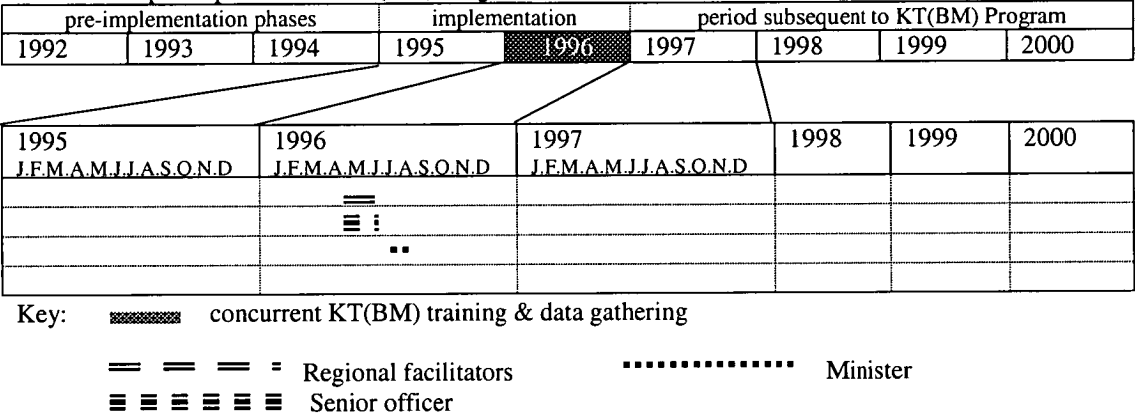 pre-implementation phases implementation period subsequent to KT(BM) Program
1992 1993 1994 1995 1996 1997 1998 1999 2000
1995 1996 1997 1998 1999 2000
J.F.M.A.M.J.J.A.S.O.N.D J.F.M.A.M.J.J.A.S.O.N.D J.F.M.A.M.J.J.A.S.O.N.D
Key: concurrent KT(BM) training & data gathering
Regional facilitators Minister
Senior officer